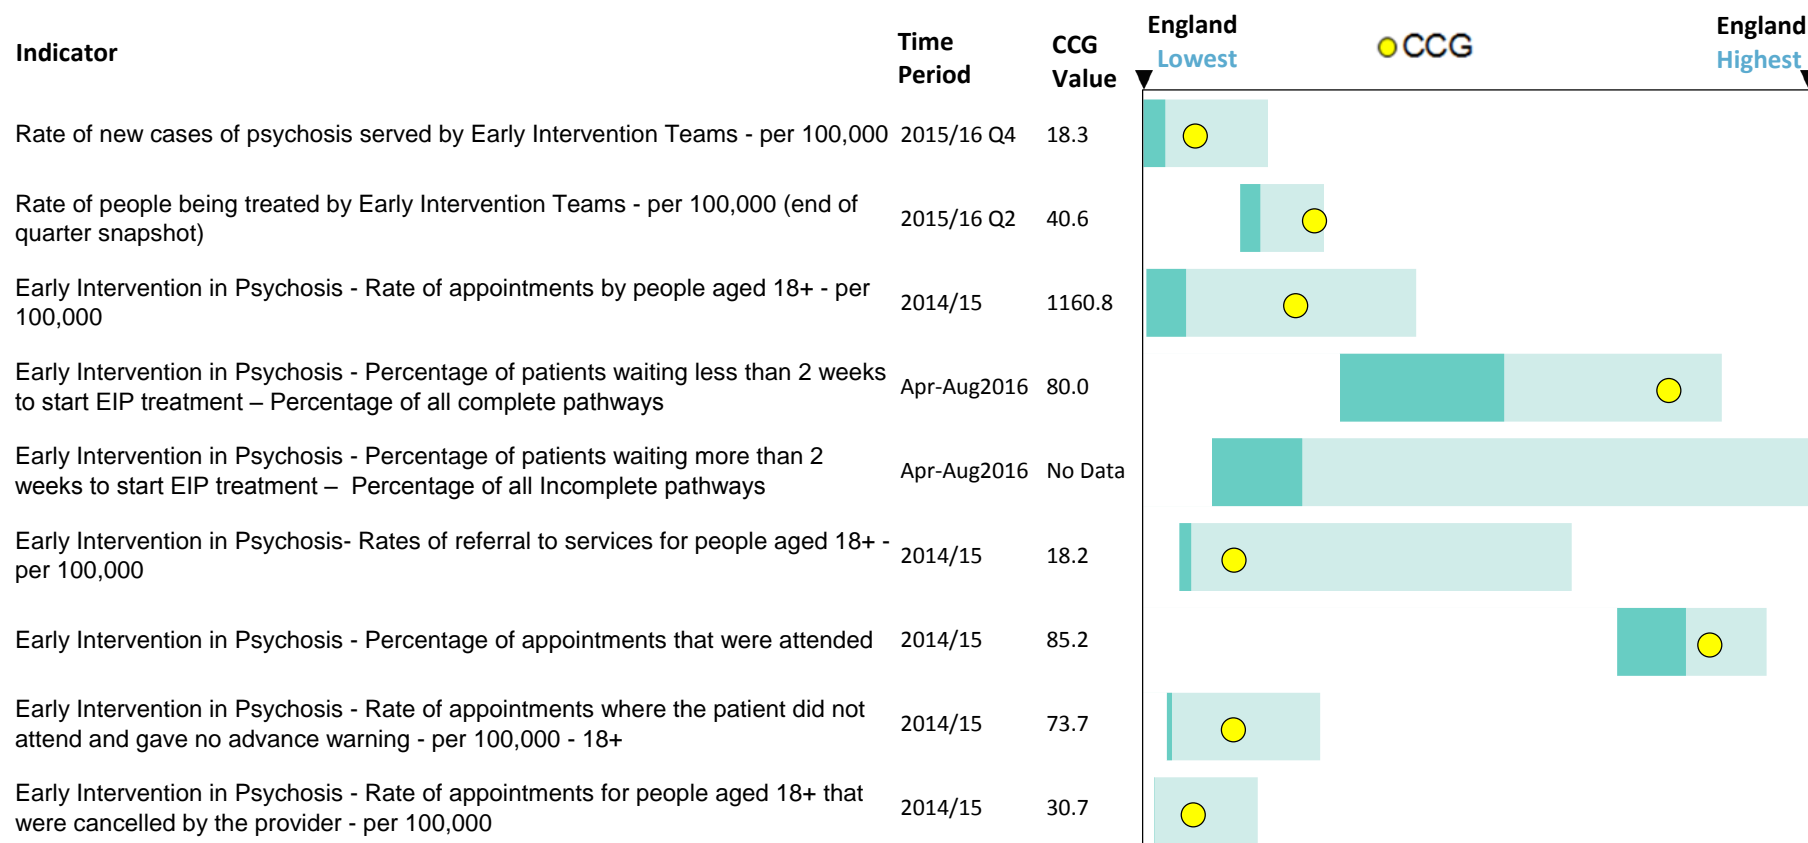 Indicator
Time Period
CCG Value
England Lowest
CCG
England Highest
Rate of new cases of psychosis served by Early Intervention Teams - per 100,000 2015/16 Q4 18.3
Rate of people being treated by Early Intervention Teams - per 100,000 (end of
quarter snapshot) 2015/16 Q2 40.6
Early Intervention in Psychosis - Rate of appointments by people aged 18+ - per
100,000 2014/15 1160.8
Early Intervention in Psychosis - Percentage of patients waiting less than 2 weeks
to start EIP treatment – Percentage of all complete pathways Apr-Aug2016 80.0
Early Intervention in Psychosis - Percentage of patients waiting more than 2
weeks to start EIP treatment – Percentage of all Incomplete pathways Apr-Aug2016 No Data
Early Intervention in Psychosis- Rates of referral to services for people aged 18+ -
per 100,000 2014/15 18.2
Early Intervention in Psychosis - Percentage of appointments that were attended 2014/15 85.2
Early Intervention in Psychosis - Rate of appointments where the patient did not
attend and gave no advance warning - per 100,000 - 18+ 2014/15 73.7
Early Intervention in Psychosis - Rate of appointments for people aged 18+ that
were cancelled by the provider - per 100,000 2014/15 30.7